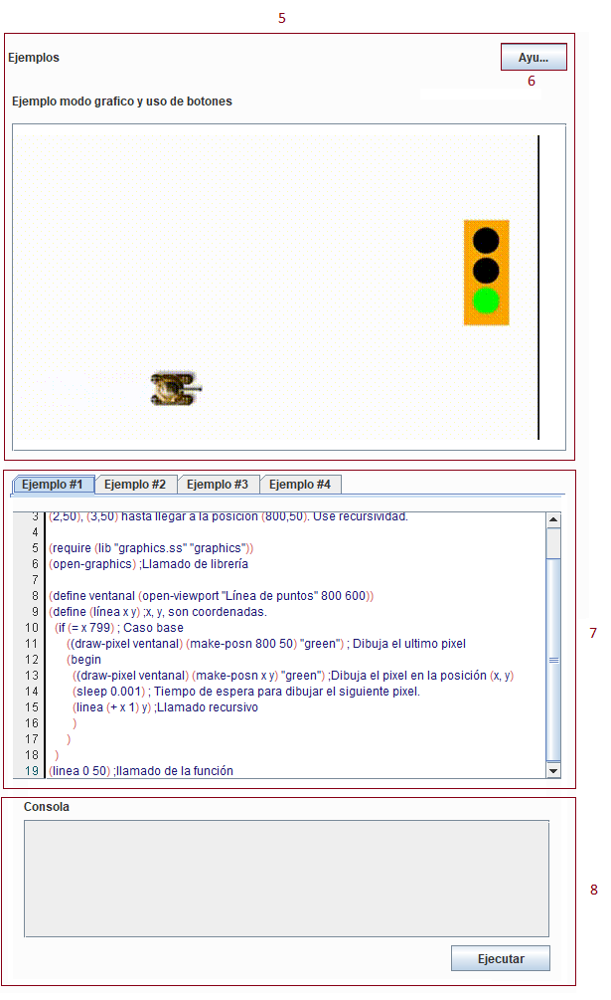 5
Ejemplos
Ayu...
6
Ejemplo modo grafico y uso de botones
Ejemplo #1 Ejemplo #2 Ejemplo #3 Ejemplo #4
3 (2,50), (3,50) hasta llegar a la posición (800,50). Use recursividad.
4
5 (require (lib "graphics.ss" "graphics"))
6 (open-graphics) ;Llamado de librería
7
8 (define ventanal (open-viewport "Línea de puntos" 800 600))
9 (define (línea x y) ;x, y, son coordenadas.
10 (if (= x 799) ; Caso base
11 ((draw-pixel ventanal) (make-posn 800 50) "green") ; Dibuja el ultimo pixel
12 (begin
13 ((draw-pixel ventanal) (make-posn x y) "green") ;Dibuja el pixel en la posición (x, y)
14 (sleep 0.001) ; Tiempo de espera para dibujar el siguiente pixel.
15 (linea (+ x 1) y) ;Llamado recursivo
16 )
17 )
18 )
19 (linea 0 50) ;llamado de la función
7
Consola
8
Ejecutar